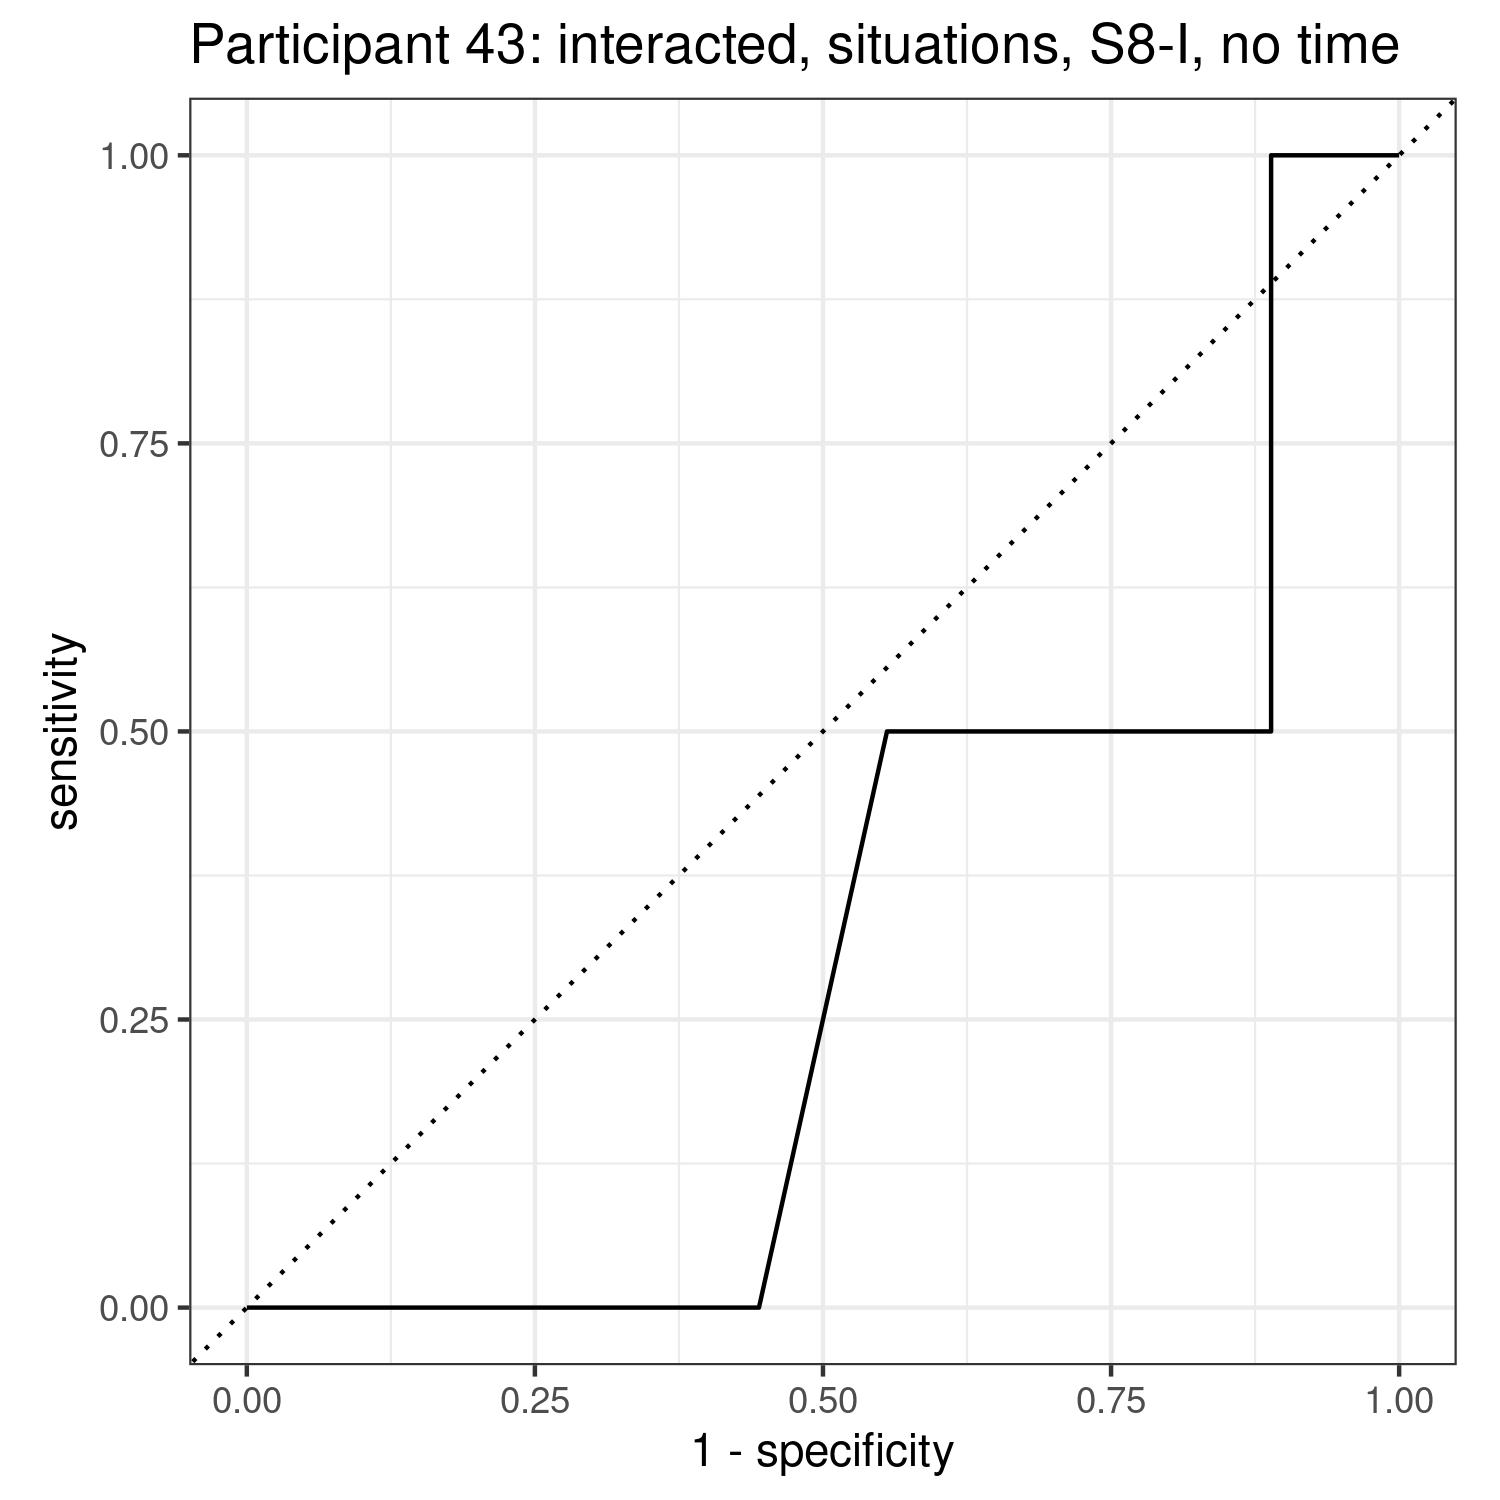 Participant 43: interacted, situations, S8-I, no time
1.00
0.75
0.50
0.25
0.00
sensitivity
0.00 0.25 0.50 0.75 1.00
1 - specificity